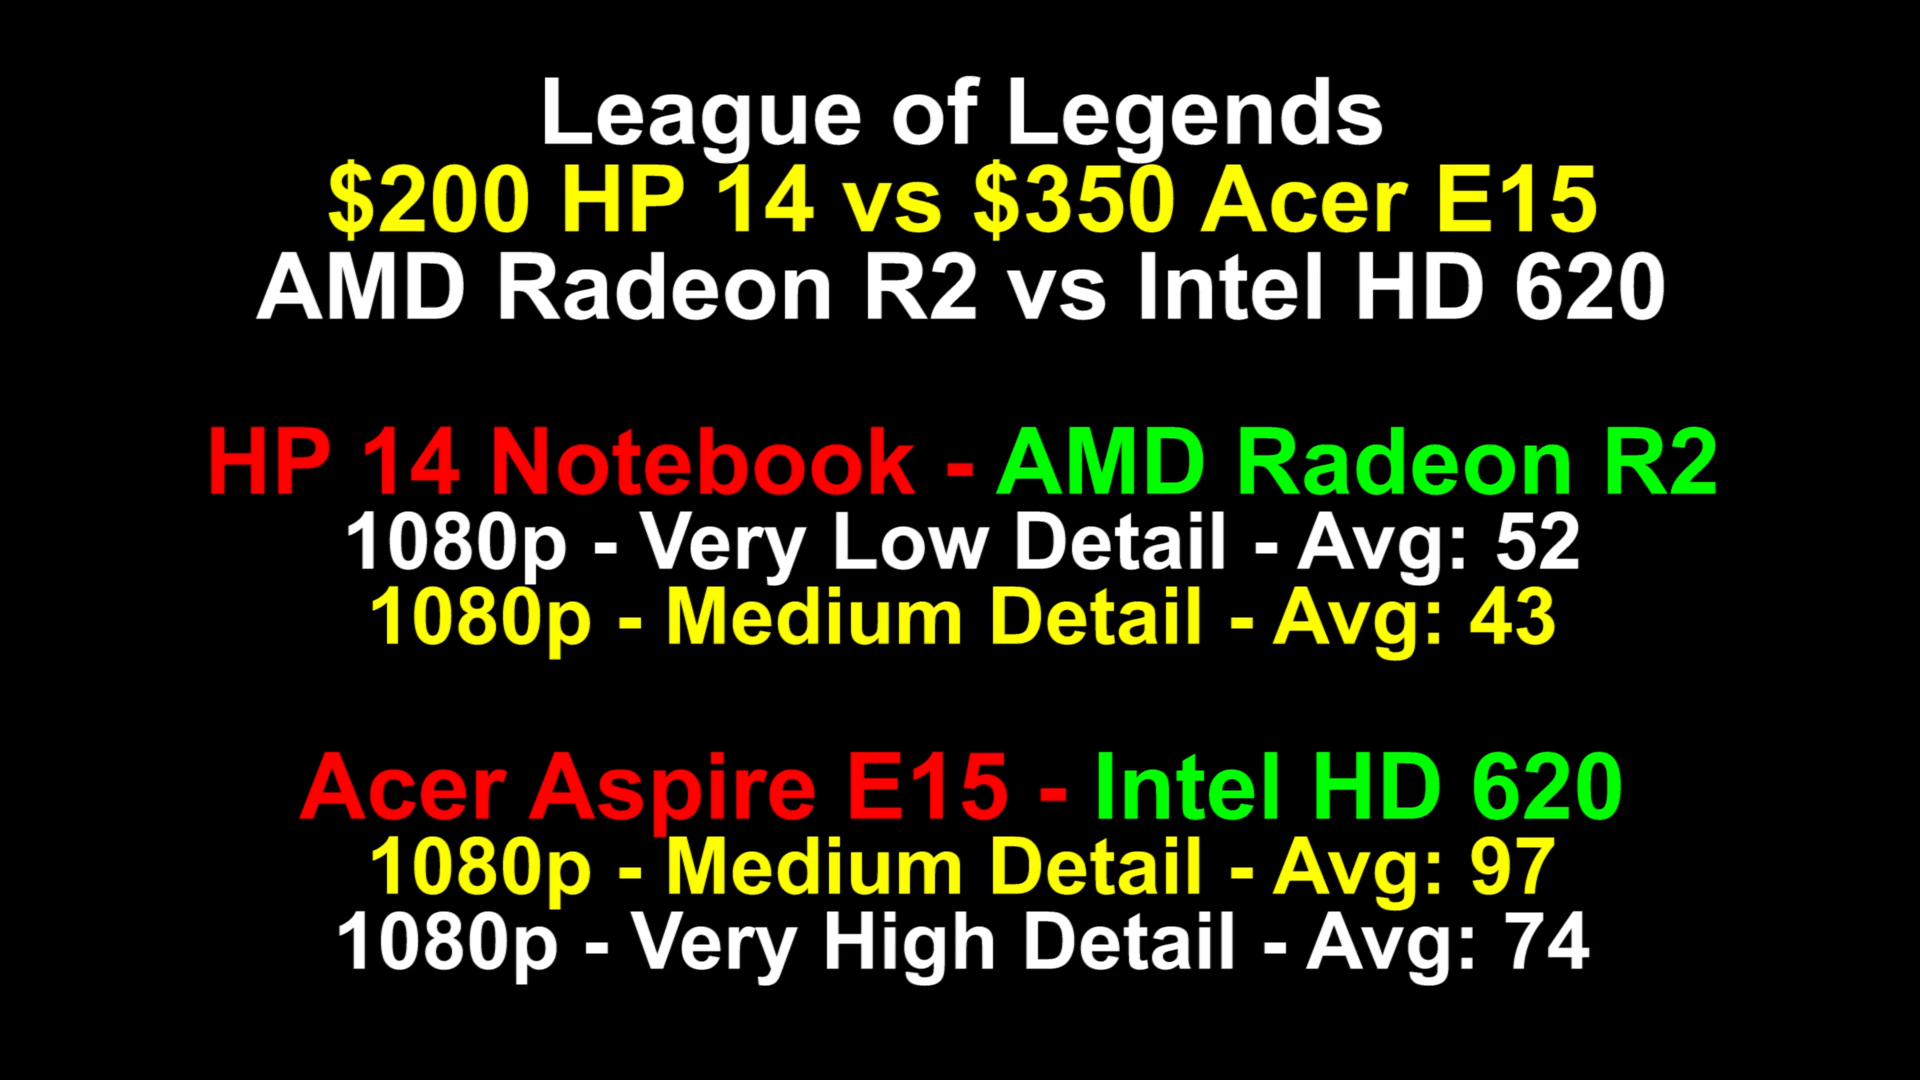 League of Legends
$200 HP 14 vs $350 Acer E15
AMD Radeon R2 vs Intel HD 620
HP 14 Notebook - AMD Radeon R2
1080p - Very Low Detail - Avg: 52
1080p - Medium Detail - Avg: 43
Acer Aspire E15 - Intel HD 620
1080p - Medium Detail - Avg: 97
1080p - Very High Detail - Avg: 74